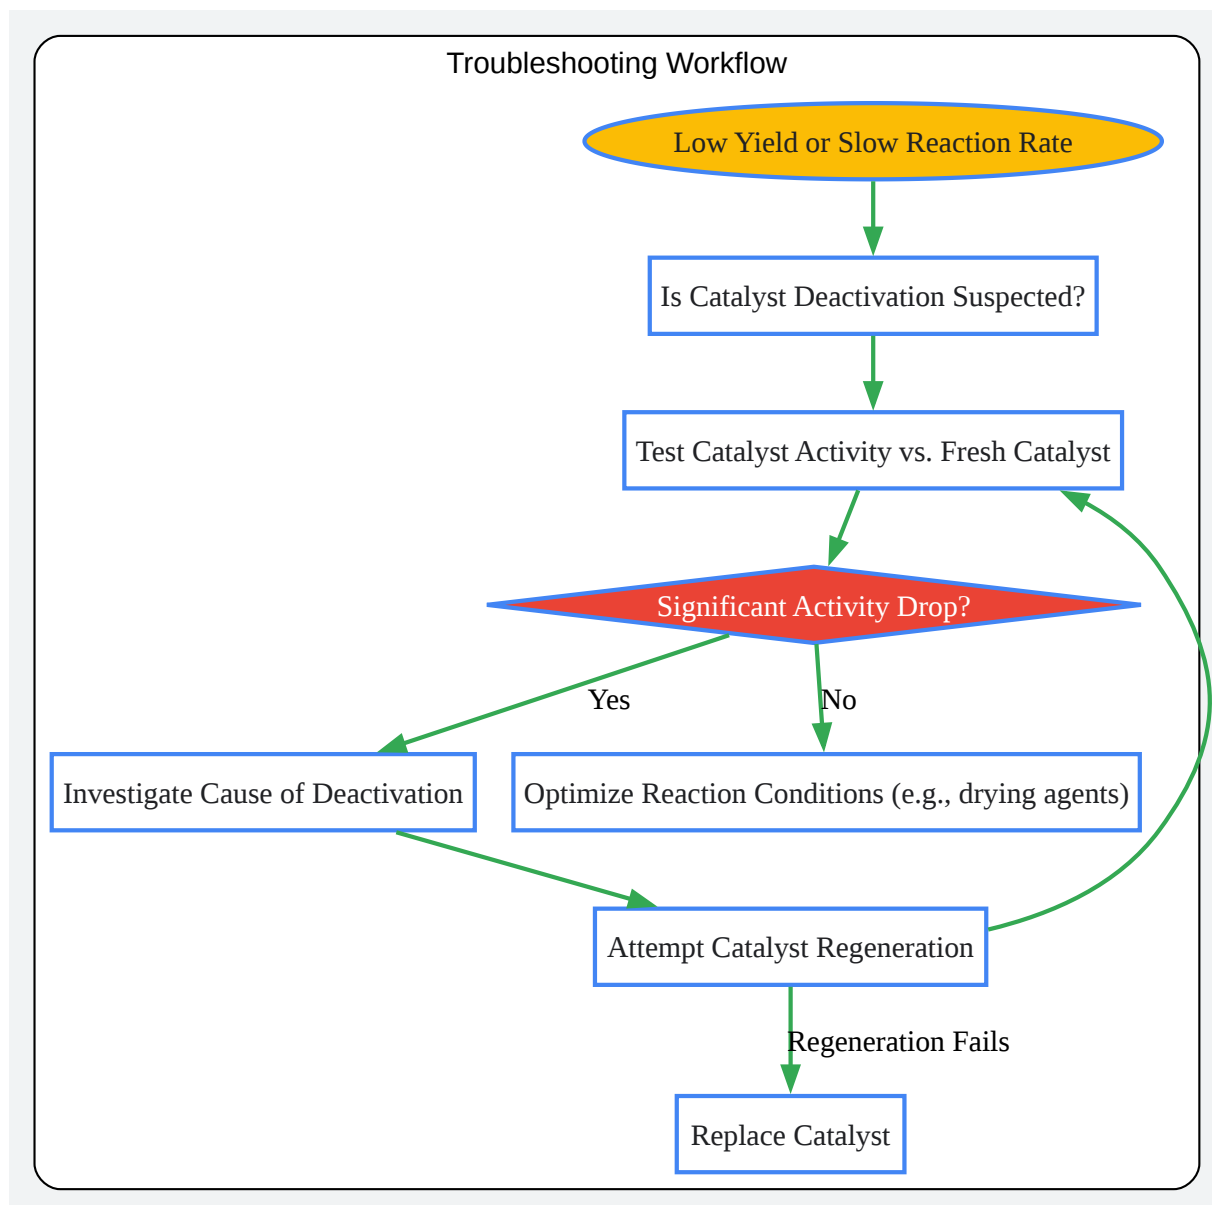 Troubleshooting Workflow
Low Yield or Slow Reaction Rate
Is Catalyst Deactivation Suspected?
Test Catalyst Activity vs. Fresh Catalyst
Significant Activity Drop?
Yes
No
Investigate Cause of Deactivation
Optimize Reaction Conditions (e.g., drying agents)
Attempt Catalyst Regeneration
Regeneration Fails
Replace Catalyst